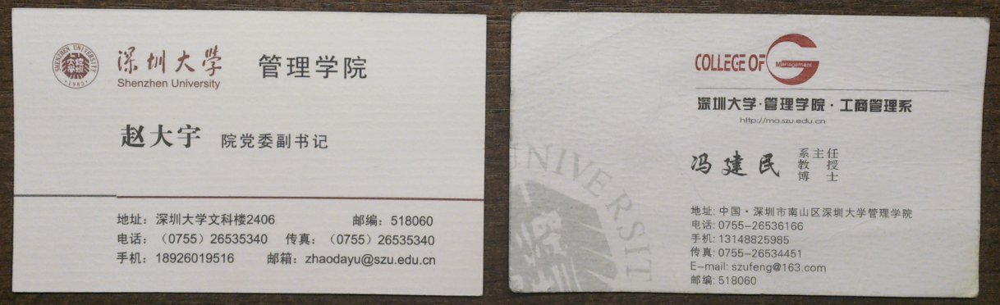 SHENZHEN UNIVERSITY
1983
深圳大學
Shenzhen University
管理学院
赵大宇 院党委副书记
地址：深圳大学文科楼2406 邮编：518060
电话：（0755）26535340 传真：（0755）26535340
手机：18926019516 邮箱：zhaodayu@szu.edu.cn
COLLEGE OF
Management
深圳大学·管理学院·工商管理系
http://ma.szu.edu.cn
冯建民
系主任
教授
博士
地址: 中国·深圳市南山区深圳大学管理学院
电话: 0755-26536166
手机: 13148825985
传真: 0755-26534451
E-mail: szufeng@163.com
邮编: 518060
UNIVERSIT